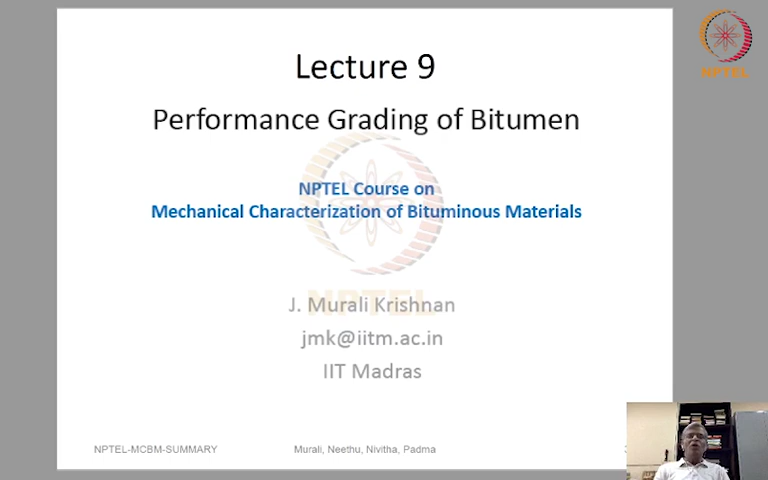 Lecture 9
Performance Grading of Bitumen
NPTEL Course on
Mechanical Characterization of Bituminous Materials
J. Murali Krishnan
jmk@iitm.ac.in
IIT Madras
NPTEL-MCBM-SUMMARY
Murali, Neethu, Nivitha, Padma
NPTEL
NPTEL